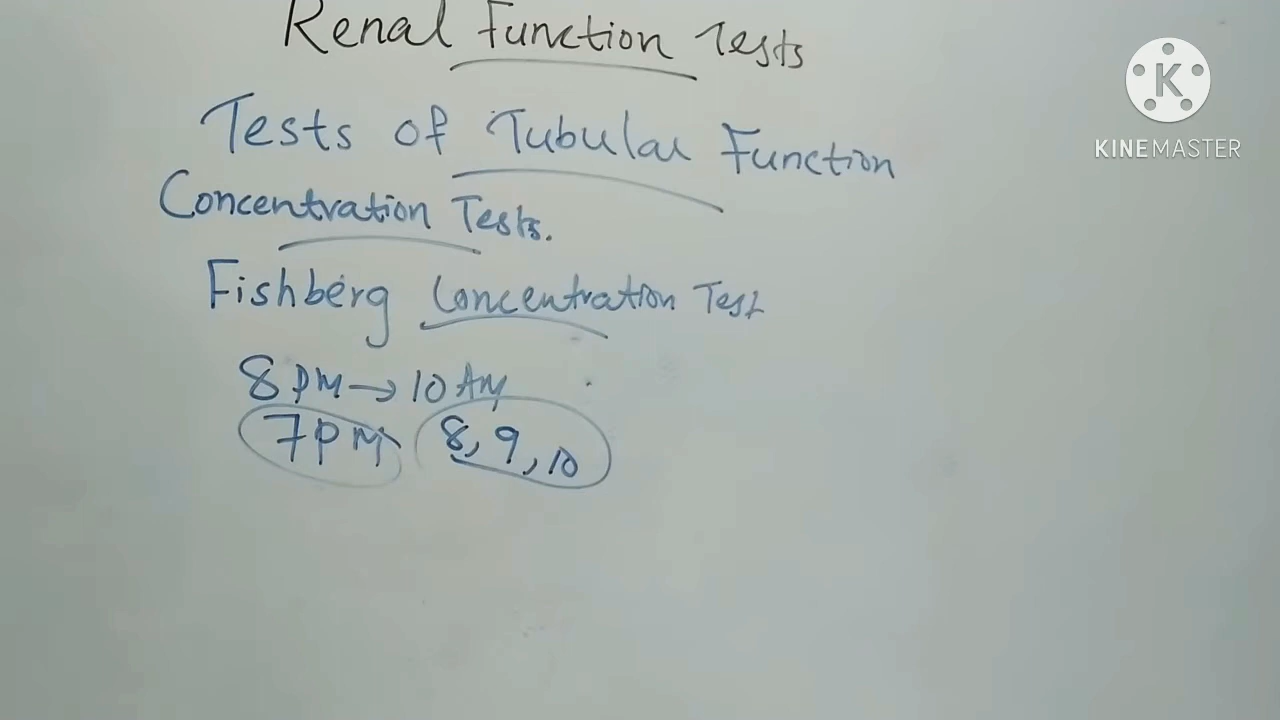 Renal Function Tests
K
KINEMASTER
Tests of Tubular Function
Concentration Tests.
Fishberg Concentration Test
8 PM → 10 AM
7 PM 8, 9, 10